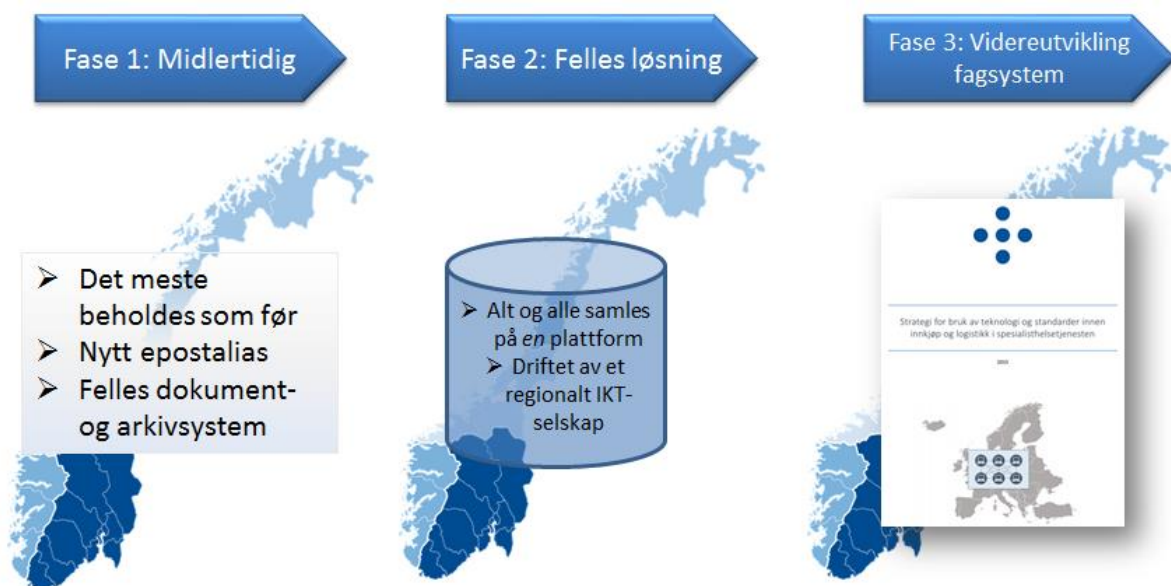 Fase 1: Midlertidig
Fase 2: Felles løsning
Fase 3: Videreutvikling
fagsystem
➢ Det meste
beholdes som før
➢ Nytt epostalias
➢ Felles dokument-
og arkivsystem
➢ Alt og alle samles
på en plattform
➢ Driftet av et
regionalt IKT-
selskap
Strategi for bruk av teknologi og standarder innen
innkjøp og logistikk i spesialisthelsetjenesten